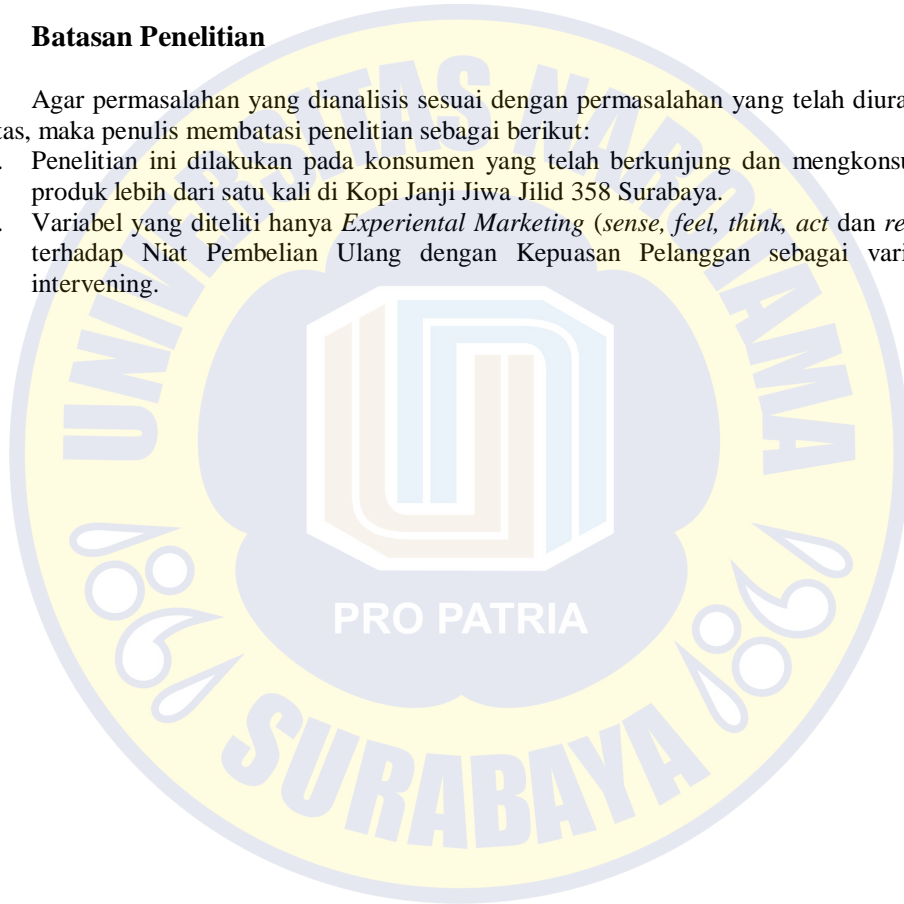 Batasan Penelitian
Agar permasalahan yang dianalisis sesuai dengan permasalahan yang telah diura
tas, maka penulis membatasi penelitian sebagai berikut:
. Penelitian ini dilakukan pada konsumen yang telah berkunjung dan mengkonsu
produk lebih dari satu kali di Kopi Janji Jiwa Jilid 358 Surabaya.
. Variabel yang diteliti hanya Experiental Marketing (sense, feel, think, act dan re
terhadap Niat Pembelian Ulang dengan Kepuasan Pelanggan sebagai vari
intervening.
UNIVERSITAS NAROTAMA
PRO PATRIA
SURABAYA